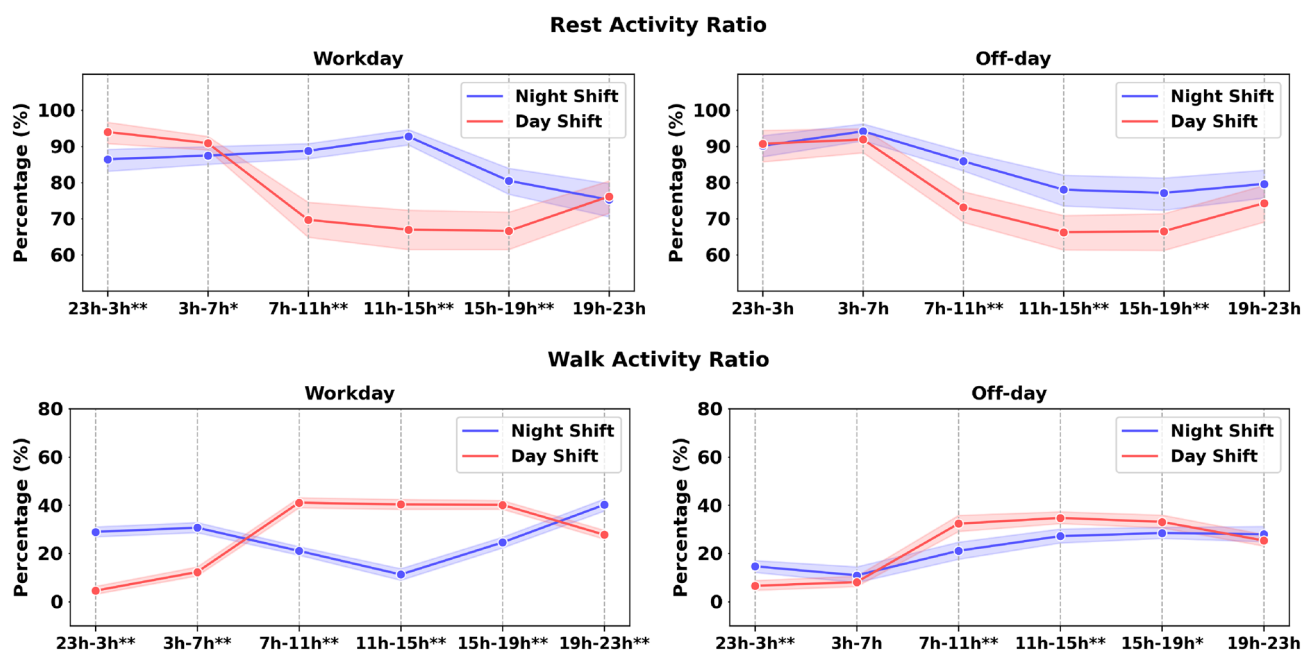 Rest Activity Ratio
Workday
Off-day
Percentage (%)
100
90
80
70
60
Night Shift
Day Shift
23h-3h** 3h-7h* 7h-11h** 11h-15h** 15h-19h** 19h-23h
Percentage (%)
100
90
80
70
60
Night Shift
Day Shift
23h-3h 3h-7h 7h-11h** 11h-15h** 15h-19h** 19h-23h
Walk Activity Ratio
Workday
Off-day
Percentage (%)
80
60
40
20
0
Night Shift
Day Shift
23h-3h** 3h-7h** 7h-11h** 11h-15h** 15h-19h** 19h-23h**
Percentage (%)
80
60
40
20
0
Night Shift
Day Shift
23h-3h** 3h-7h 7h-11h** 11h-15h** 15h-19h* 19h-23h